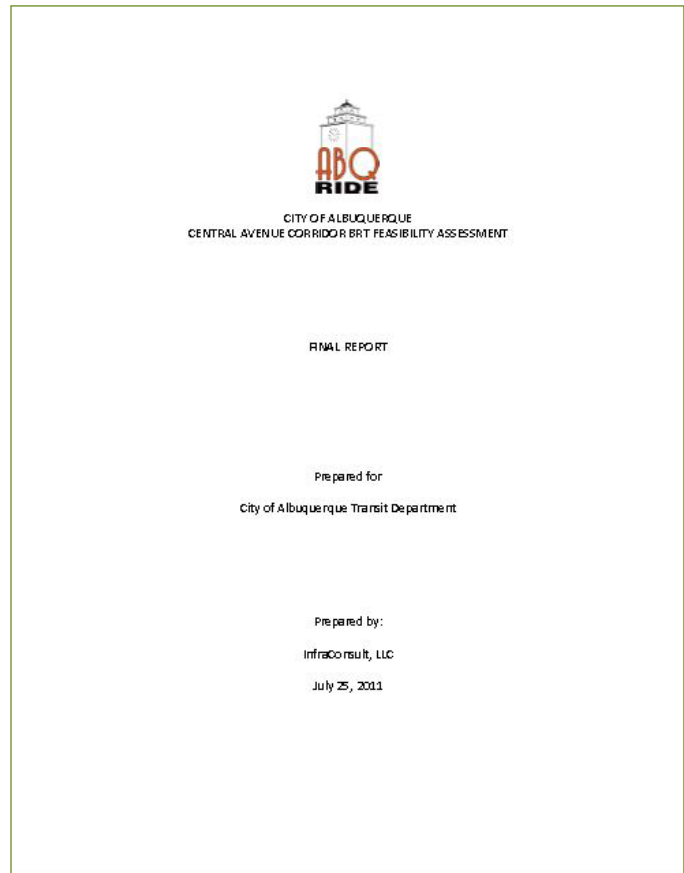 ABQ
RIDE
CITY OF ALBUQUERQUE
CENTRAL AVENUE CORRIDOR BRT FEASIBILITY ASSESSMENT
FINAL REPORT
Prepared for
City of Albuquerque Transit Department
Prepared by:
InfraConsult, LLC
July 25, 2011